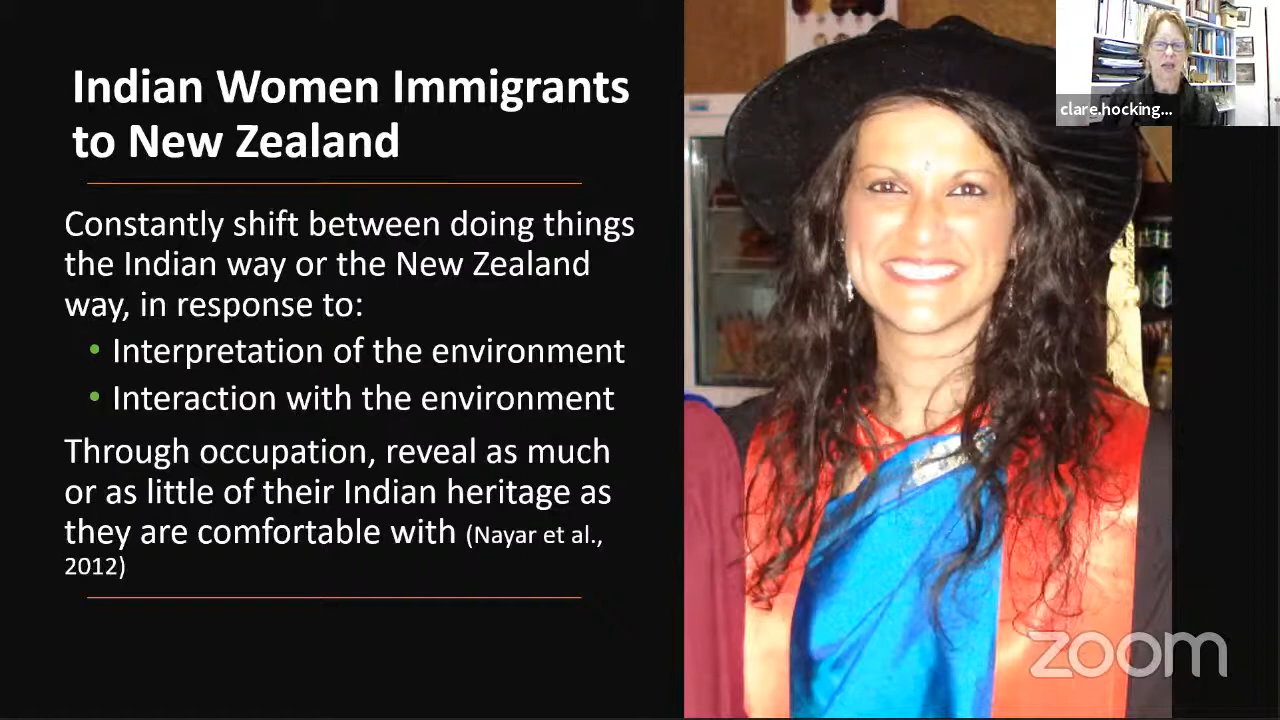 Indian Women Immigrants
to New Zealand
Constantly shift between doing things
the Indian way or the New Zealand
way, in response to:
• Interpretation of the environment
• Interaction with the environment
Through occupation, reveal as much
or as little of their Indian heritage as
they are comfortable with (Nayar et al.,
2012)
clare.hocking...
zoom